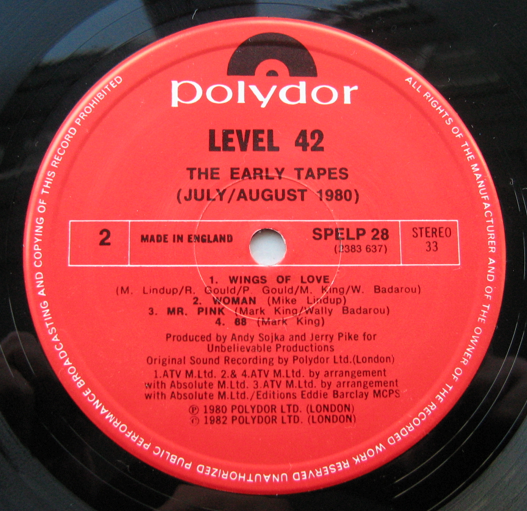 polydor
LEVEL 42
THE EARLY TAPES
(JULY/AUGUST 1980)
2
MADE IN ENGLAND
SPELP 28
(2383 637)
STEREO
33
1. WINGS OF LOVE
(M. Lindup/R. Gould/P. Gould/M. King/W. Badarou)
2. WOMAN (Mike Lindup)
3. MR. PINK (Mark King/Wally Badarou)
4. 88 (Mark King)
Produced by Andy Sojka and Jerry Pike for
Unbelievable Productions
Original Sound Recording by Polydor Ltd.(London)
1.ATV M.Ltd. 2.& 4.ATV M.Ltd. by arrangement
with Absolute M.Ltd. 3.ATV M.Ltd. by arrangement
with Absolute M.Ltd./Editions Eddie Barclay MCPS
℗ 1980 POLYDOR LTD. (LONDON)
© 1982 POLYDOR LTD. (LONDON)
ALL RIGHTS OF THE MANUFACTURER AND OF THE OWNER OF THE RECORDED WORK RESERVED UNAUTHORIZED PUBLIC PERFORMANCE BROADCASTING AND COPYING OF THIS RECORD PROHIBITED